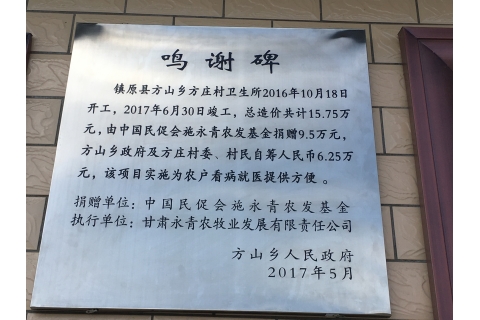 鸣谢碑
镇原县方山乡方庄村卫生所2016年10月18日
开工，2017年6月30日竣工，总造价共计15.75万
元，由中国民促会施永青农发基金捐赠9.5万元，
方山乡政府及方庄村委、村民自筹人民币6.25万
元，该项目实施为农户看病就医提供方便。
捐赠单位：中国民促会施永青农发基金
执行单位：甘肃永青农牧业发展有限责任公司
方山乡人民政府
2017年5月